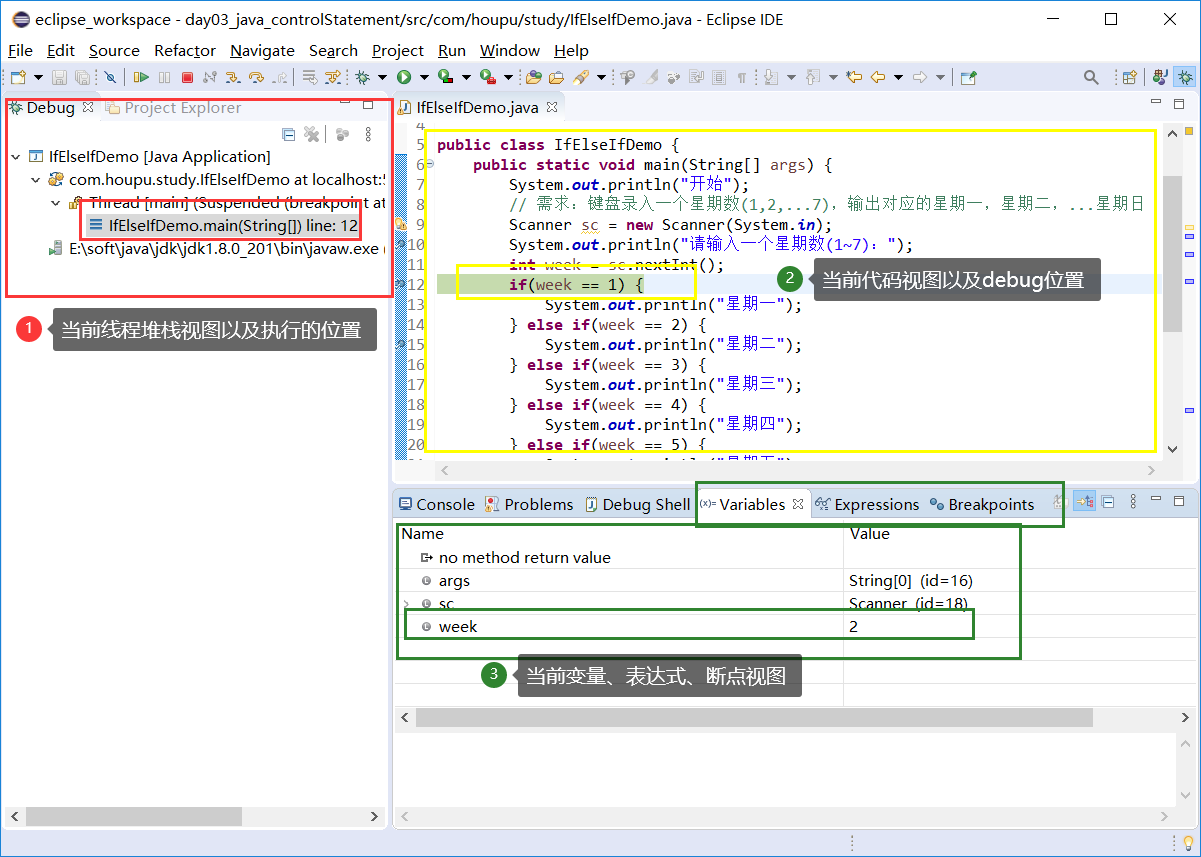 eclipse_workspace - day03_java_controlStatement/src/com/houpu/study/IfElseIfDemo.java - Eclipse IDE
File Edit Source Refactor Navigate Search Project Run Window Help
Debug Project Explorer
IfElseIfDemo [Java Application]
com.houpu.study.IfElseIfDemo at localhost:5
Thread [main] (Suspended (breakpoint at
IfElseIfDemo.main(String[]) line: 12
E:\soft\java\jdk\jdk1.8.0_201\bin\javaw.exe (
1 当前线程堆栈视图以及执行的位置
IfElseIfDemo.java
4
5 public class IfElseIfDemo {
6 public static void main(String[] args) {
7 System.out.println("开始");
8 // 需求：键盘录入一个星期数(1,2,...7)，输出对应的星期一，星期二，...星期日
9 Scanner sc = new Scanner(System.in);
10 System.out.println("请输入一个星期数(1~7)：");
11 int week = sc.nextInt();
12 if(week == 1) {
13 System.out.println("星期一");
14 } else if(week == 2) {
15 System.out.println("星期二");
16 } else if(week == 3) {
17 System.out.println("星期三");
18 } else if(week == 4) {
19 System.out.println("星期四");
20 } else if(week == 5) {
2 当前代码视图以及debug位置
Console Problems Debug Shell (x)= Variables Expressions Breakpoints
Name Value
no method return value
args String[0] (id=16)
sc Scanner (id=18)
week 2
3 当前变量、表达式、断点视图